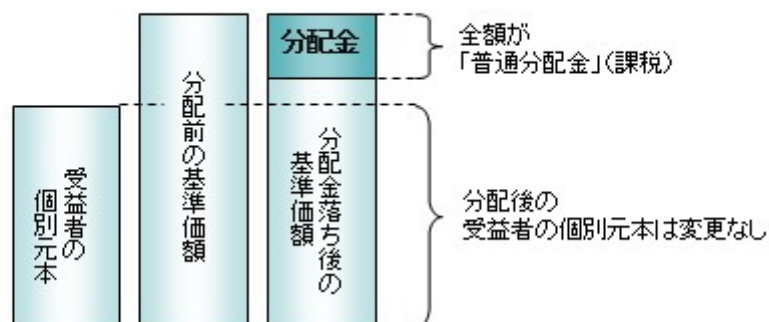 受益者の
個別元本
分配前の基準価額
分配金
分配金落ち後の
基準価額
全額が
「普通分配金」(課税)
分配後の
受益者の個別元本は変更なし